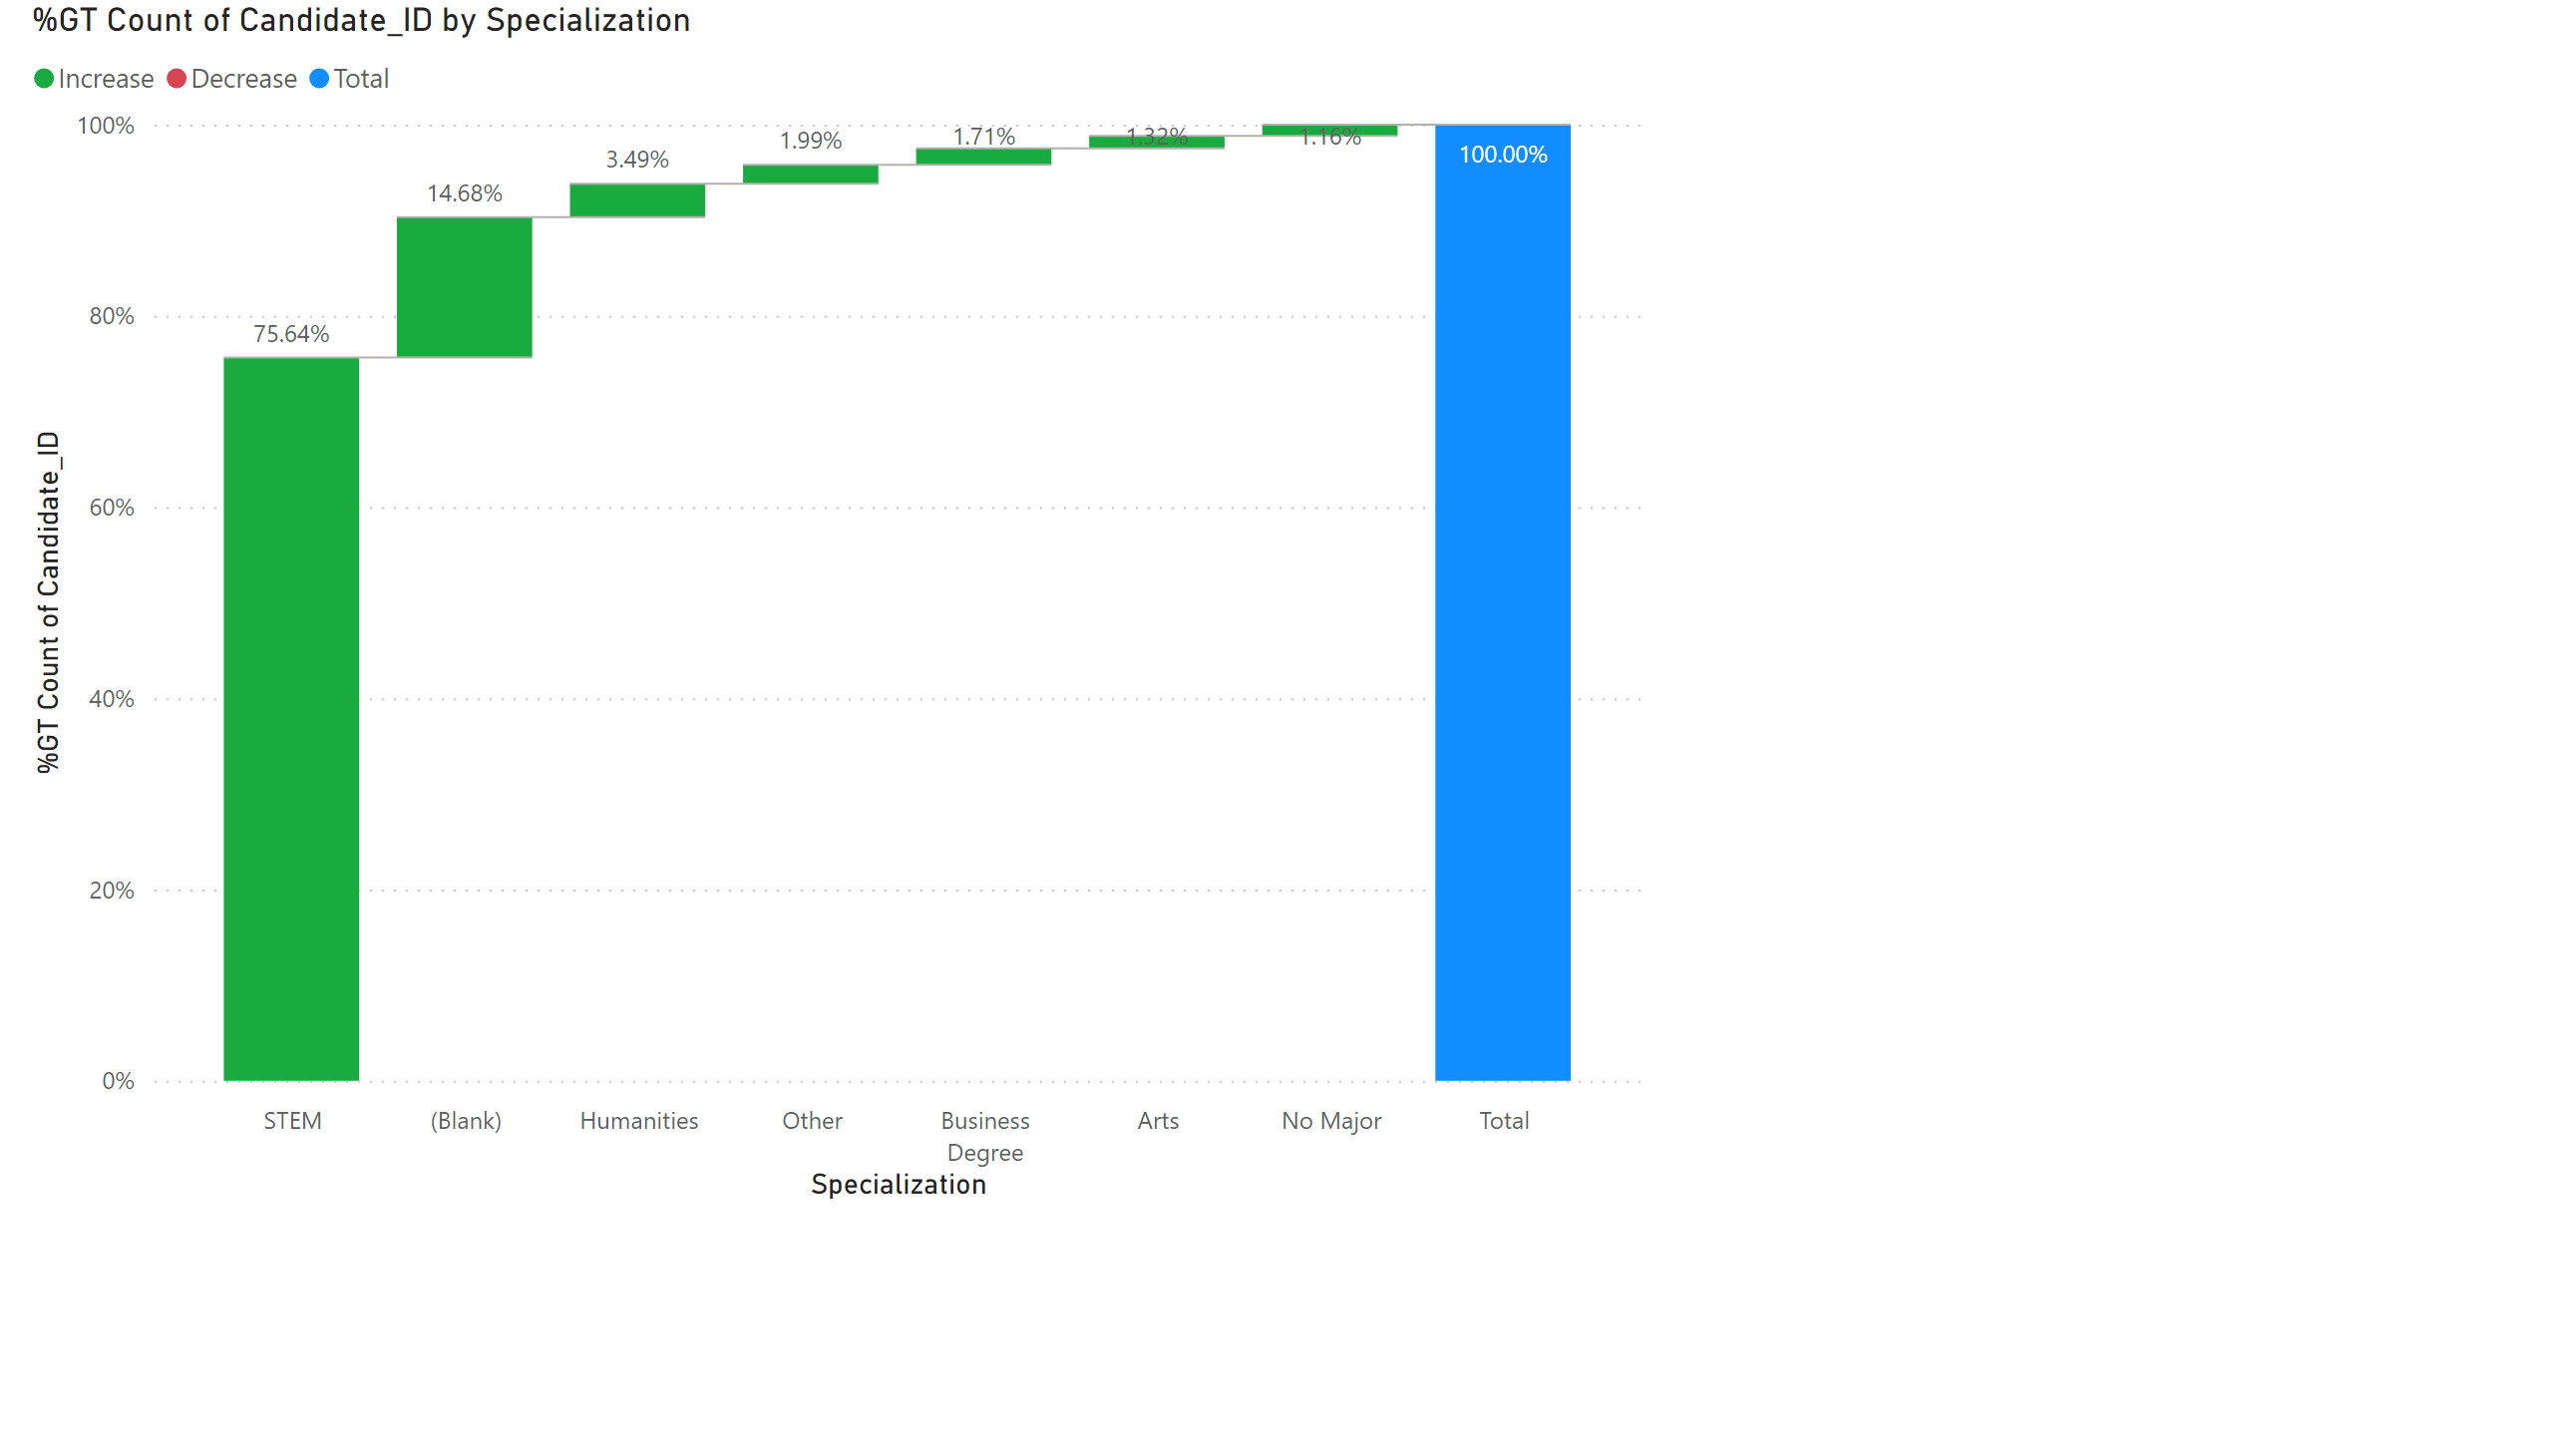 %GT Count of Candidate_ID by Specialization
Increase Decrease Total
100%
80%
60%
40%
20%
0%
%GT Count of Candidate_ID
75.64%
14.68%
3.49%
1.99%
1.71%
1.32%
1.16%
100.00%
STEM (Blank) Humanities Other Business Arts No Major Total
Degree
Specialization